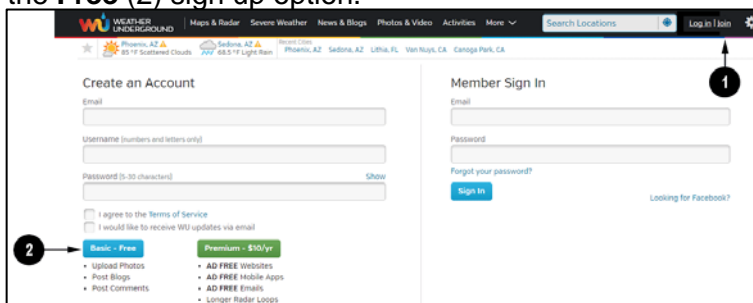 the Free (2) sign up option.
WEATHER UNDERGROUND Maps & Radar Severe Weather News & Blogs Photos & Video Activities More Search Locations Log in | Join
Phoenix, AZ Sedona, AZ Recent Cities
85 °F Scattered Clouds 68.5 °F Light Rain Phoenix, AZ Sedona, AZ Lithia, FL Van Nuys, CA Canoga Park, CA
1
Create an Account
Email
Username (numbers and letters only)
Password (5-30 characters) Show
I agree to the Terms of Service
I would like to receive WU updates via email
2
Basic - Free
Upload Photos
Post Blogs
Post Comments
Premium - $10/yr
AD FREE Websites
AD FREE Mobile Apps
AD FREE Emails
Longer Radar Loops
Member Sign In
Email
Password
Forgot your password?
Sign In
Looking for Facebook?